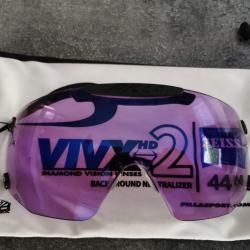 VIVX HD-2
ZEISS
DIAMOND VISION LENSES
BACKGROUND NEUTRALIZER
44
PILLASPORT.COM